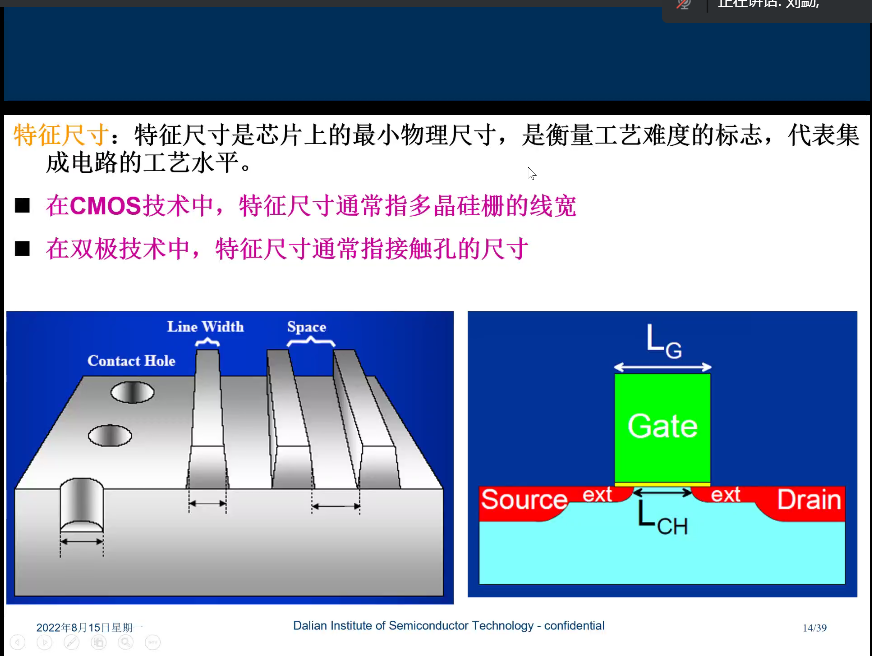 正在讲话: 刘勐,
特征尺寸：特征尺寸是芯片上的最小物理尺寸，是衡量工艺难度的标志，代表集
成电路的工艺水平。
■ 在CMOS技术中，特征尺寸通常指多晶硅栅的线宽
■ 在双极技术中，特征尺寸通常指接触孔的尺寸
Line Width
Space
Contact Hole
LG
Gate
Source
ext
ext
Drain
LCH
2022年8月15日星期一
Dalian Institute of Semiconductor Technology - confidential
14/39